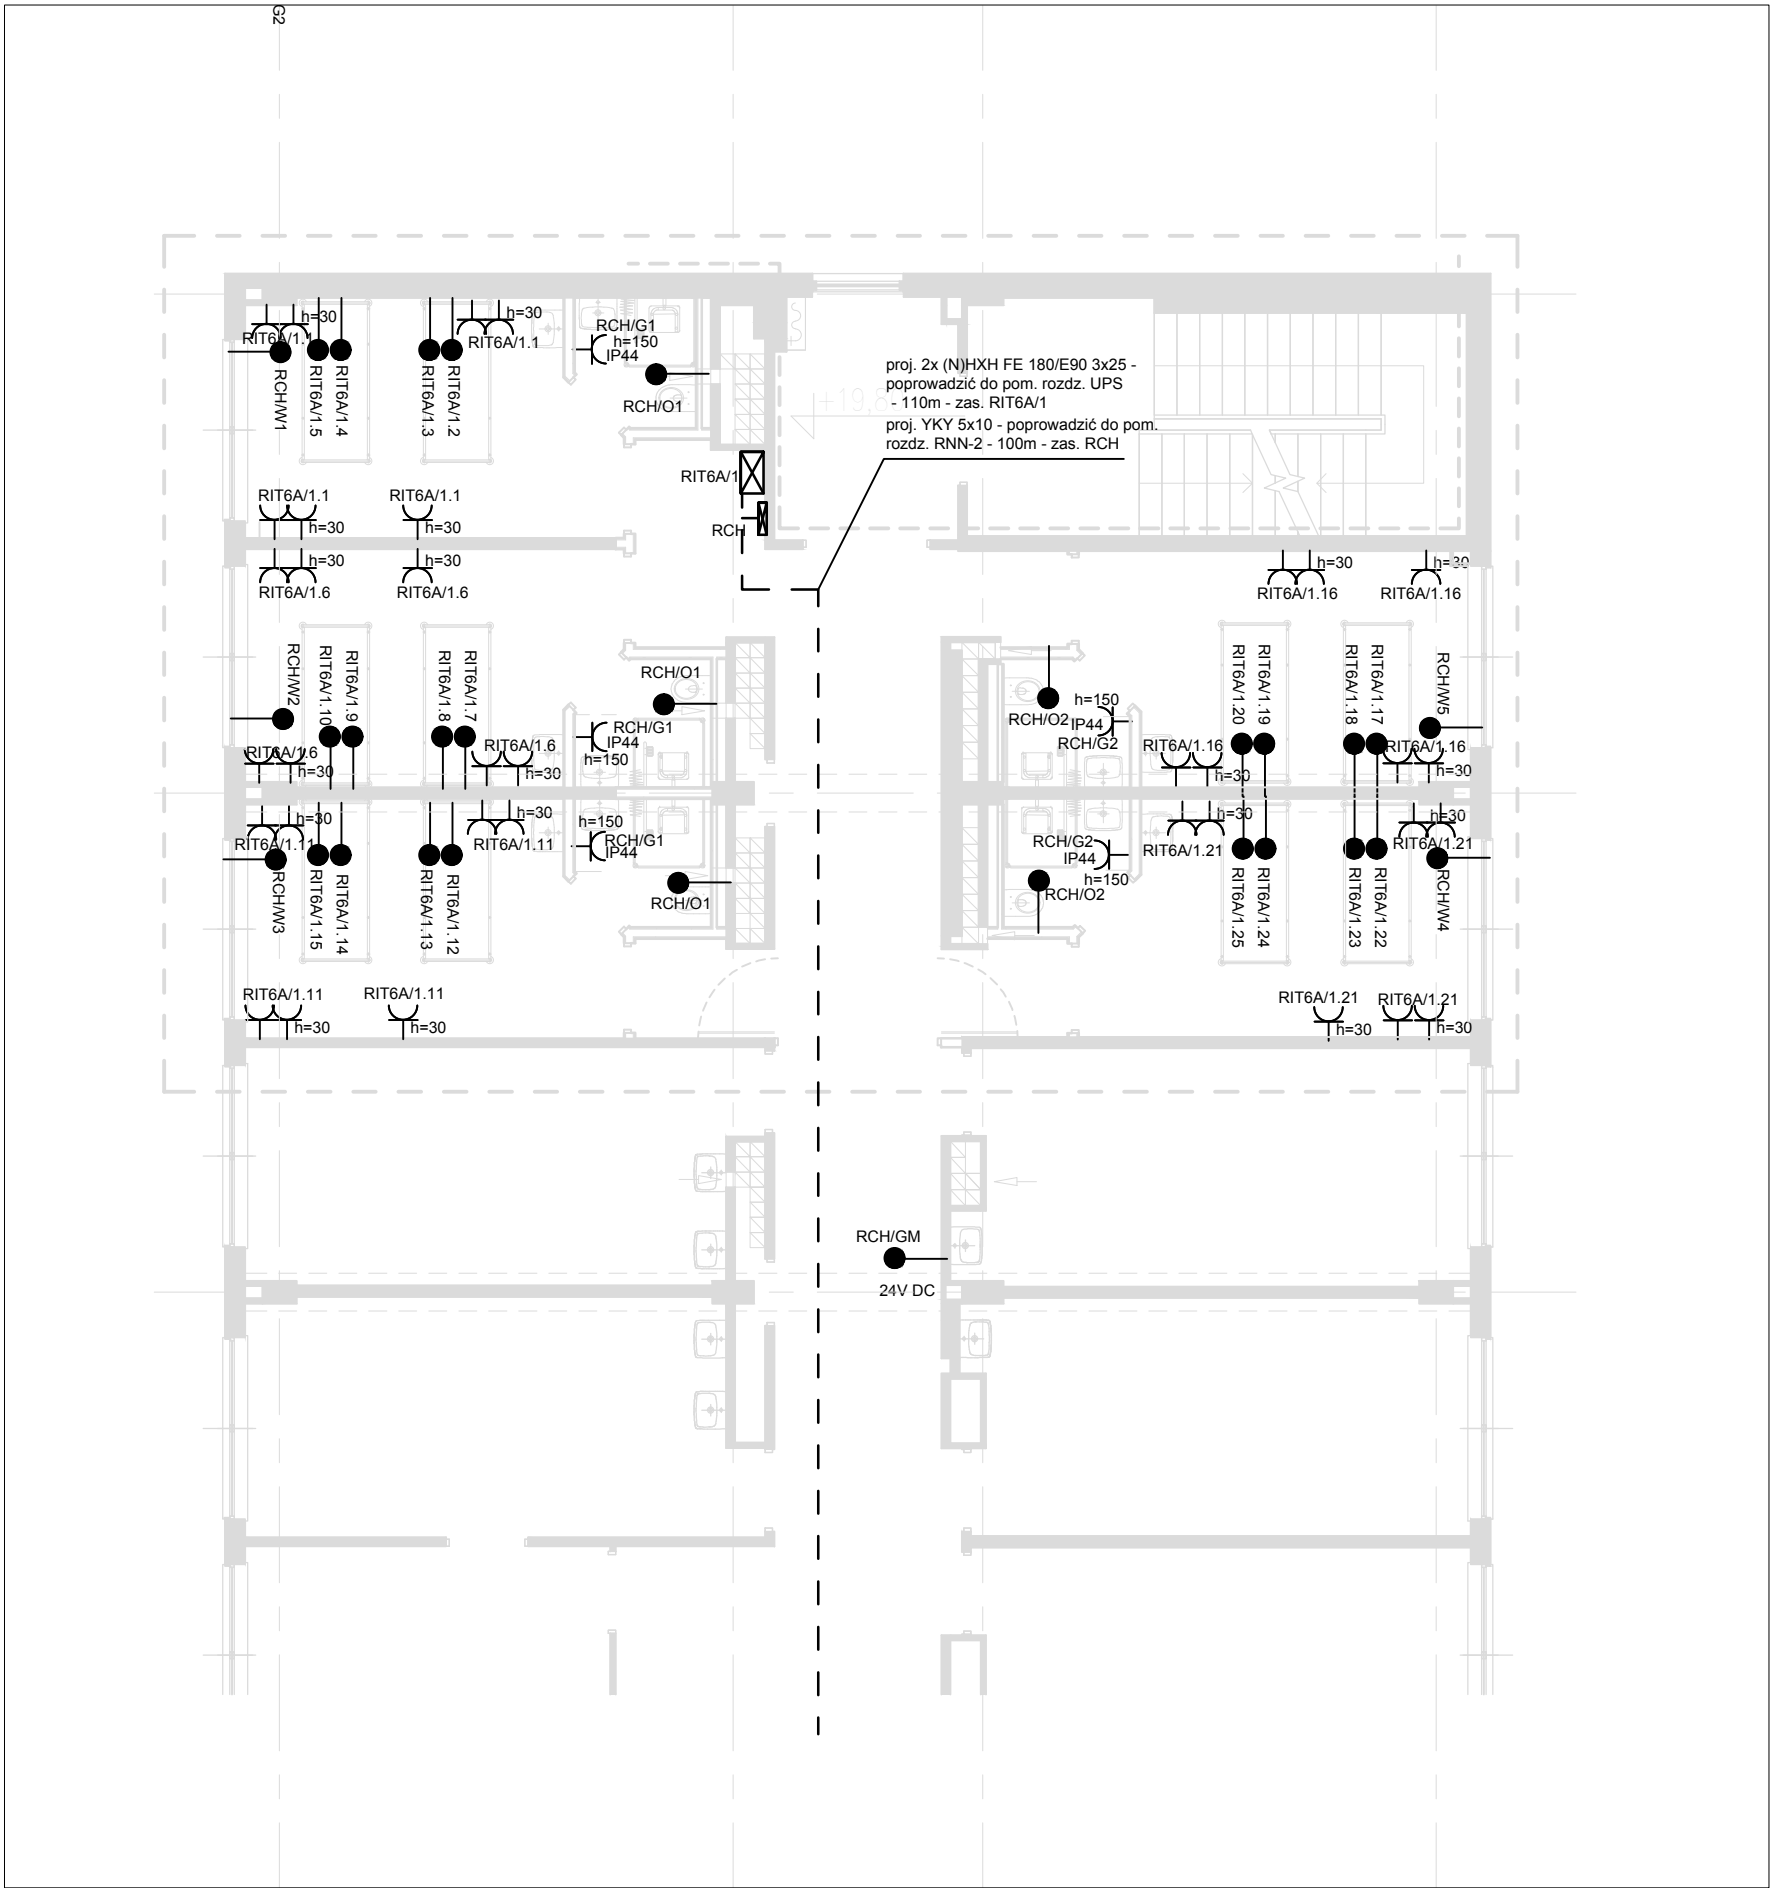 G2
h=30
RIT6A/1.1
RCH/W1
RIT6A/1.5
RIT6A/1.4
RIT6A/1.3
RIT6A/1.2
h=30
RIT6A/1.1
RCH/G1
h=150
IP44
RCH/O1
proj. 2x (N)HXH FE 180/E90 3x25 -
poprowadzić do pom. rozdz. UPS
- 110m - zas. RIT6A/1
proj. YKY 5x10 - poprowadzić do pom.
rozdz. RNN-2 - 100m - zas. RCH
RIT6A/1
RCH
RIT6A/1.1
h=30
RIT6A/1.1
h=30
h=30
RIT6A/1.6
h=30
RIT6A/1.6
h=30
RIT6A/1.16
h=30
RIT6A/1.16
RCH/W2
RIT6A/1.10
RIT6A/1.9
RIT6A/1.8
RIT6A/1.7
RIT6A/1.6
h=30
RIT6A/1.6
h=30
RCH/O1
RCH/G1
IP44
h=150
RCH/O2
h=150
IP44
RCH/G2
RIT6A/1.20
RIT6A/1.19
RIT6A/1.18
RIT6A/1.17
RCH/W5
RIT6A/1.16
h=30
RIT6A/1.16
h=30
h=30
RIT6A/1.11
RCH/W3
RIT6A/1.15
RIT6A/1.14
RIT6A/1.13
RIT6A/1.12
h=30
RIT6A/1.11
h=150
RCH/G1
IP44
RCH/O1
RCH/G2
IP44
h=150
RCH/O2
h=30
RIT6A/1.21
RIT6A/1.25
RIT6A/1.24
RIT6A/1.23
RIT6A/1.22
h=30
RIT6A/1.21
RCH/W4
RIT6A/1.11
h=30
RIT6A/1.11
h=30
RIT6A/1.21
h=30
RIT6A/1.21
h=30
RCH/GM
24V DC